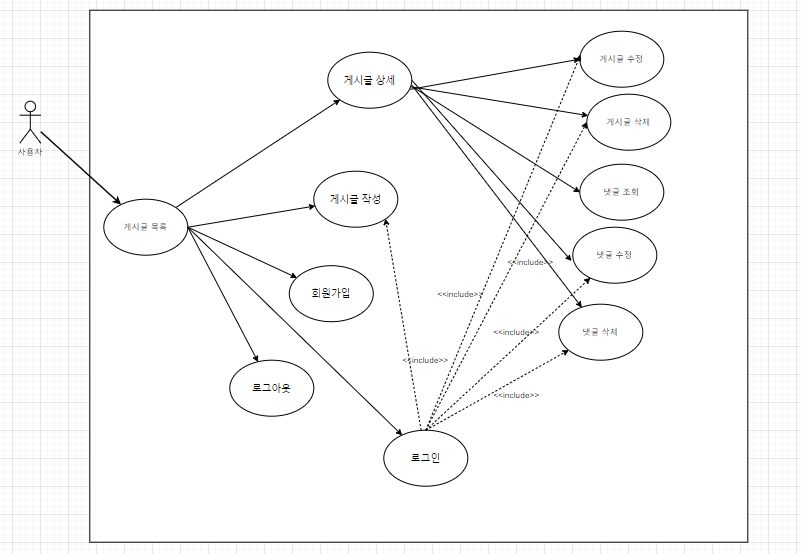 게시글 수정
게시글 상세
게시글 삭제
사용자
댓글 조회
게시글 작성
게시글 목록
댓글 수정
<<include>>
회원가입
<<include>>
<<include>>
댓글 삭제
<<include>>
로그아웃
<<include>>
로그인